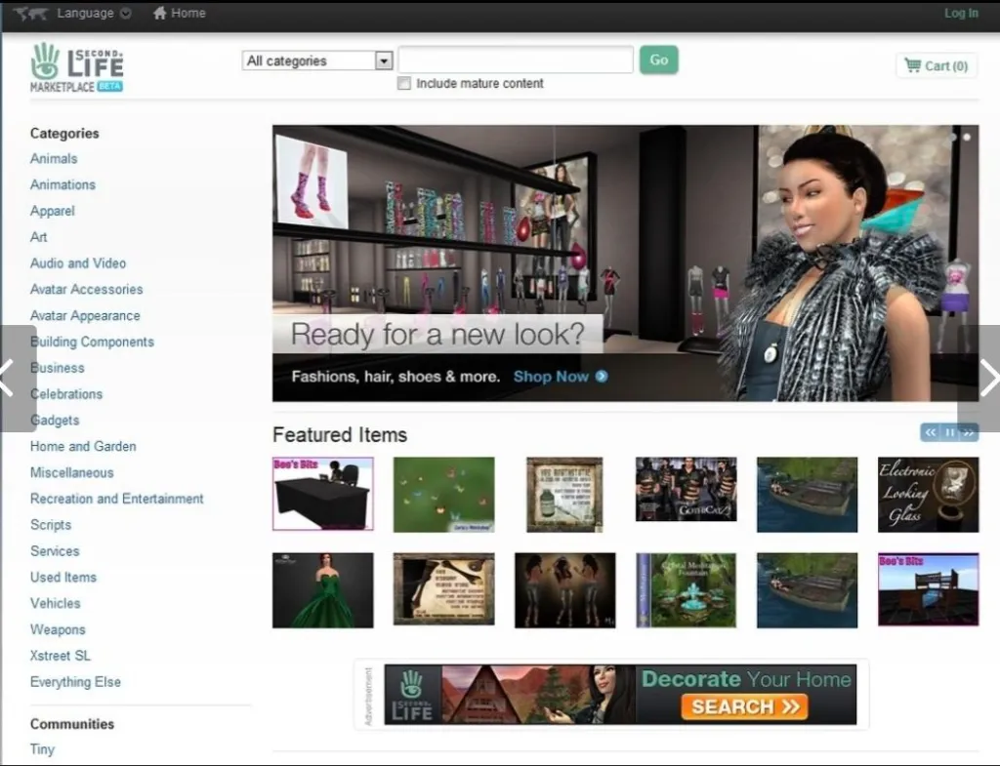 Language
Home
Log In
SECOND
LIFE
MARKETPLACE BETA
All categories
Go
Include mature content
Cart (0)
Categories
Animals
Animations
Apparel
Art
Audio and Video
Avatar Accessories
Avatar Appearance
Building Components
Business
Celebrations
Gadgets
Home and Garden
Miscellaneous
Recreation and Entertainment
Scripts
Services
Used Items
Vehicles
Weapons
Xstreet SL
Everything Else
Communities
Tiny
Ready for a new look?
Fashions, hair, shoes & more. Shop Now
Featured Items
Boo's Bits
GOTHICATZ
Electronic
Looking
Glass
Crystal Meditation
Fountain
Boo's Bits
Advertisement
SECOND
LIFE
Decorate Your Home
SEARCH